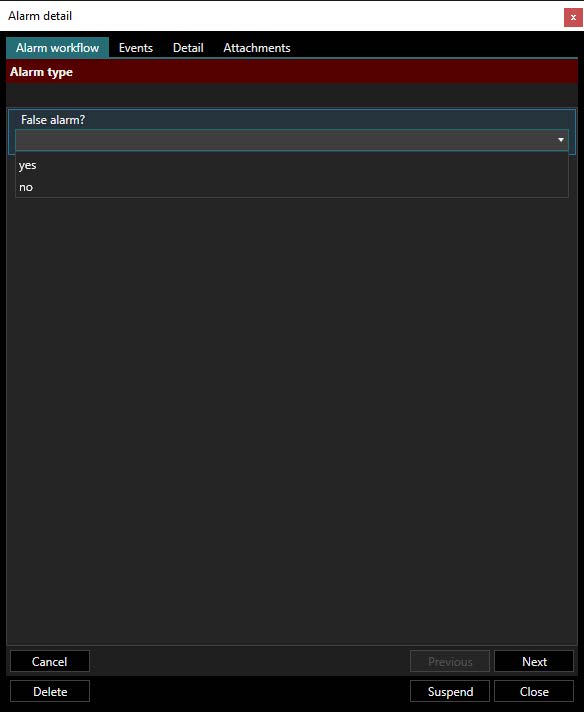 Alarm detail
x
Alarm workflow Events Detail Attachments
Alarm type
False alarm?
yes
no
Cancel Previous Next
Delete Suspend Close